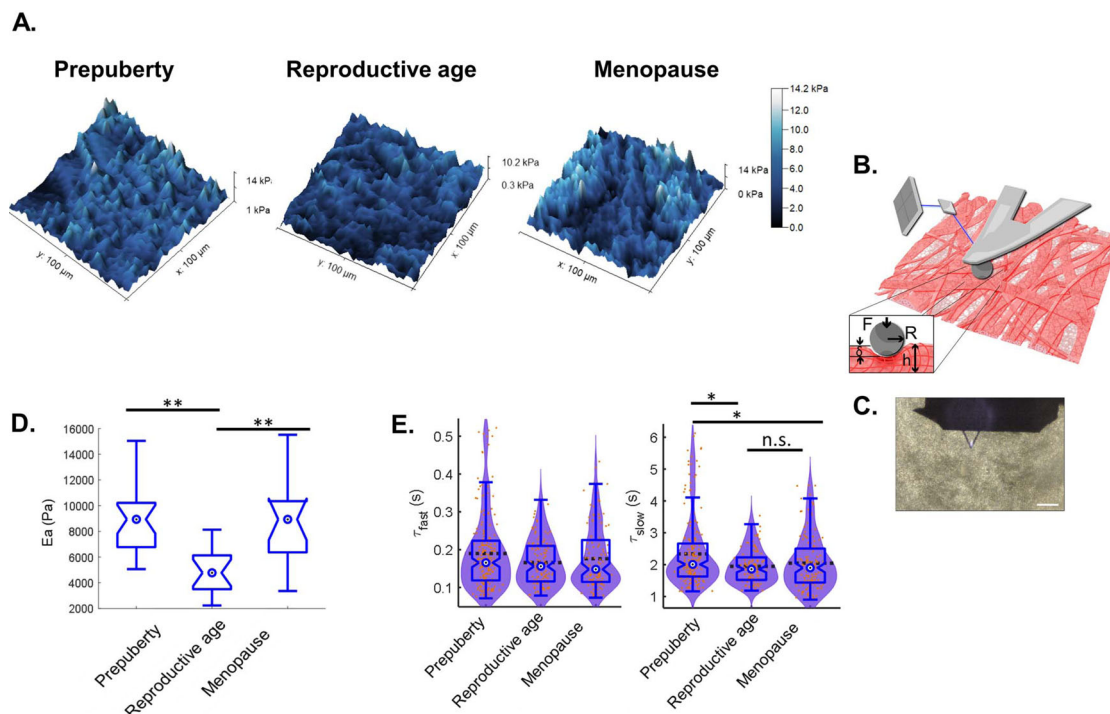 A.
Prepuberty
Reproductive age
Menopause
14 kPa
1 kPa
y: 100 µm
x: 100 µm
10.2 kPa
0.3 kPa
y: 100 µm
x: 100 µm
14 kPa
0 kPa
x: 100 µm
y: 100 µm
14.2 kPa
12.0
10.0
8.0
6.0
4.0
2.0
0.0
B.
F
R
δ
h
C.
D.
**
**
Ea (Pa)
16000
14000
12000
10000
8000
6000
4000
2000
Prepuberty
Reproductive age
Menopause
E.
τfast (s)
0.5
0.4
0.3
0.2
0.1
Prepuberty
Reproductive age
Menopause
*
*
n.s.
τslow (s)
6
5
4
3
2
1
Prepuberty
Reproductive age
Menopause